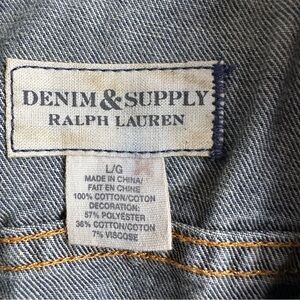 DENIM & SUPPLY
RALPH LAUREN
L/G
MADE IN CHINA/
FAIT EN CHINE
100% COTTON/COTON
DECORATION:
57% POLYESTER
36% COTTON/COTON
7% VISCOSE